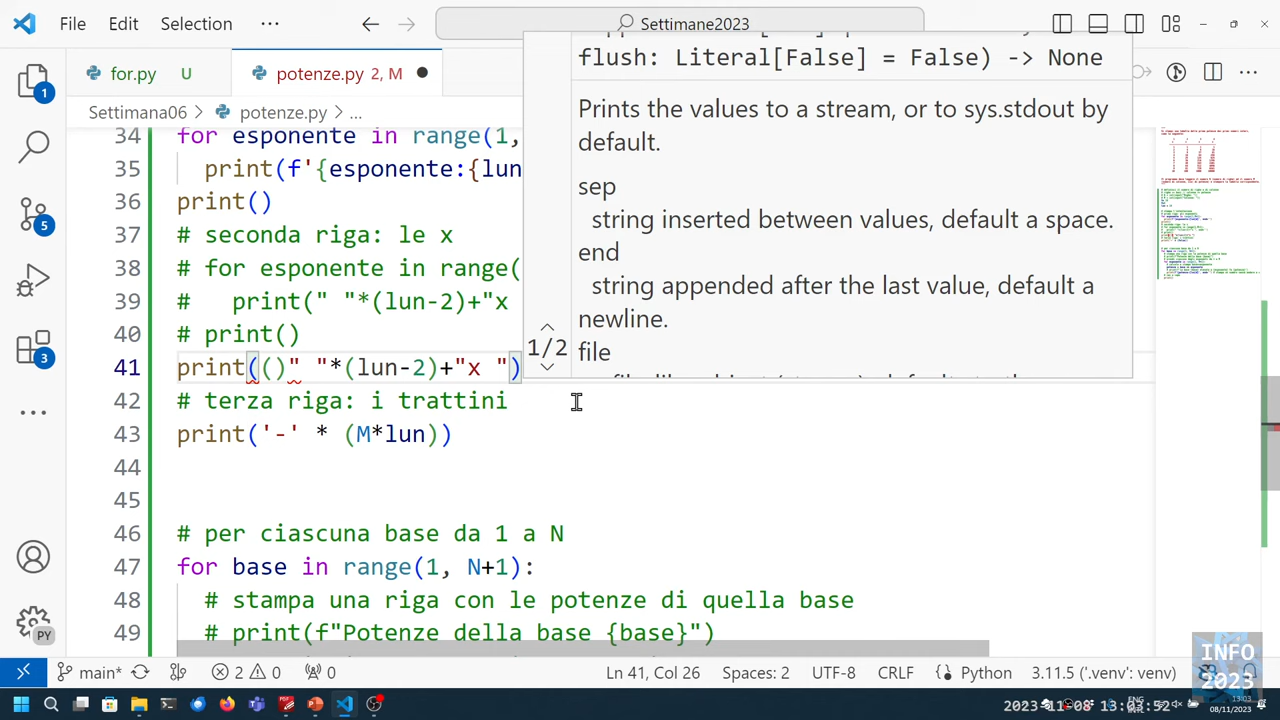 File Edit Selection ··· Settimane2023
for.py U potenze.py 2, M
Settimana06 > potenze.py > ...
flush: Literal[False] = False) -> None
Prints the values to a stream, or to sys.stdout by
default.
sep
string inserted between values, default a space.
end
string appended after the last value, default a
newline.
file
1/2
34 for esponente in range(1,
35 print(f'{esponente:{lun
36 print()
37 # seconda riga: le x
38 # for esponente in range(
39 #   print(" "*(lun-2)+"x
40 # print()
41 print(()" "*(lun-2)+"x ")
42 # terza riga: i trattini
43 print('-' * (M*lun))
44
45
46 # per ciascuna base da 1 a N
47 for base in range(1, N+1):
48 # stampa una riga con le potenze di quella base
49 # print(f"Potenze della base {base}")
1
5
3
PY
main* 2 0 0 Ln 41, Col 26 Spaces: 2 UTF-8 CRLF Python 3.11.5 ('.venv': venv)
INFO
2023
ENG
13:03
08/11/2023